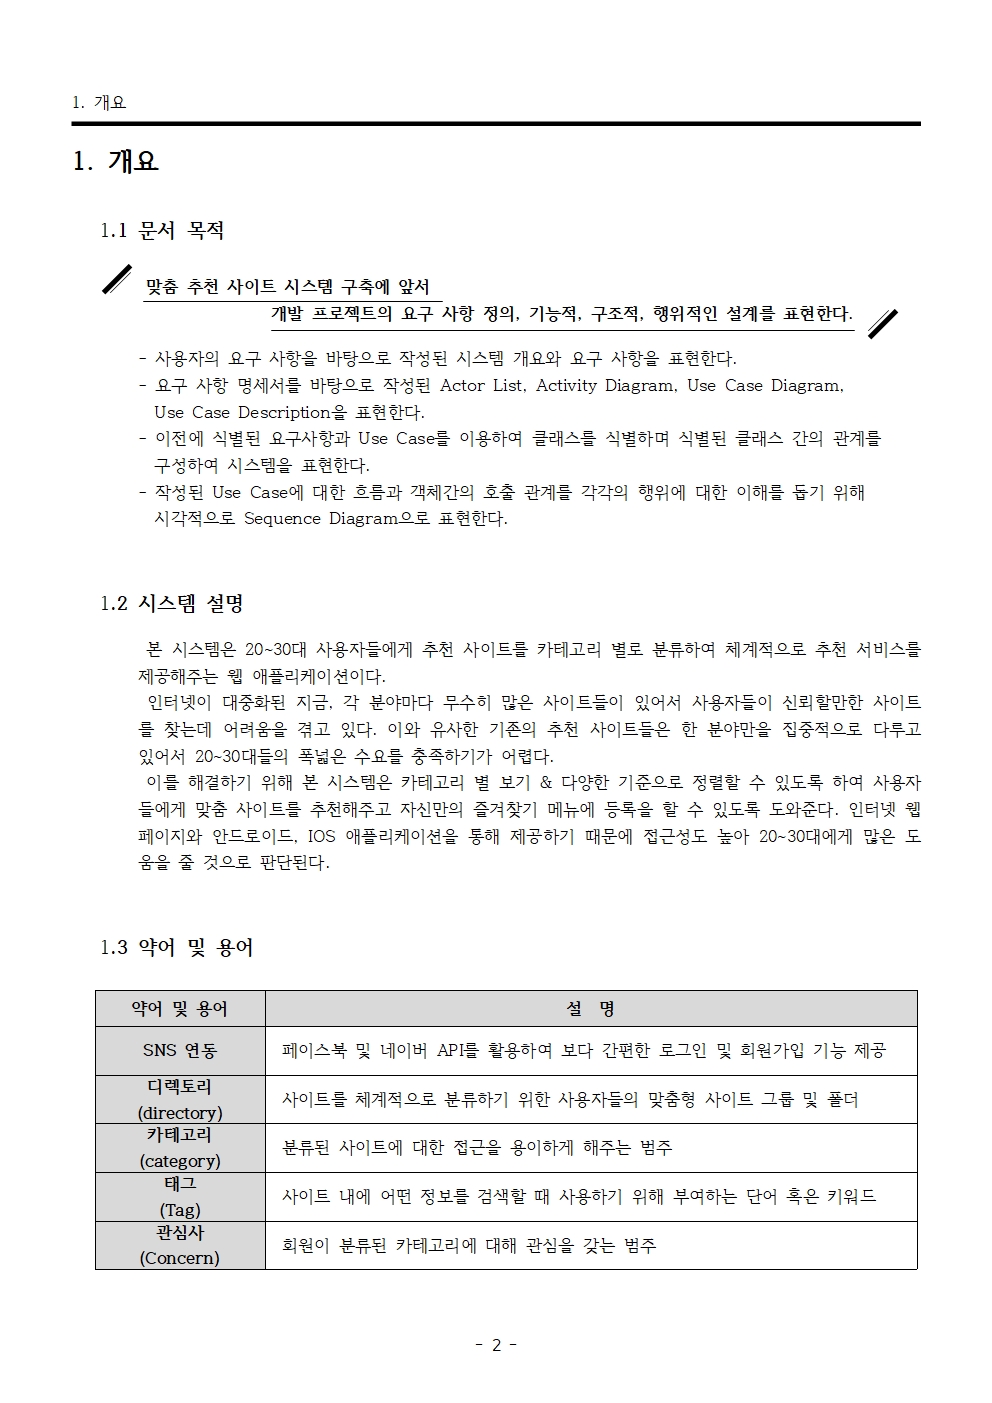 1. 개요
1. 개요
1.1 문서 목적
맞춤 추천 사이트 시스템 구축에 앞서
개발 프로젝트의 요구 사항 정의, 기능적, 구조적, 행위적인 설계를 표현한다.
- 사용자의 요구 사항을 바탕으로 작성된 시스템 개요와 요구 사항을 표현한다.
- 요구 사항 명세서를 바탕으로 작성된 Actor List, Activity Diagram, Use Case Diagram,
Use Case Description을 표현한다.
- 이전에 식별된 요구사항과 Use Case를 이용하여 클래스를 식별하며 식별된 클래스 간의 관계를
구성하여 시스템을 표현한다.
- 작성된 Use Case에 대한 흐름과 객체간의 호출 관계를 각각의 행위에 대한 이해를 돕기 위해
시각적으로 Sequence Diagram으로 표현한다.
1.2 시스템 설명
본 시스템은 20~30대 사용자들에게 추천 사이트를 카테고리 별로 분류하여 체계적으로 추천 서비스를
제공해주는 웹 애플리케이션이다.
인터넷이 대중화된 지금, 각 분야마다 무수히 많은 사이트들이 있어서 사용자들이 신뢰할만한 사이트
를 찾는데 어려움을 겪고 있다. 이와 유사한 기존의 추천 사이트들은 한 분야만을 집중적으로 다루고
있어서 20~30대들의 폭넓은 수요를 충족하기가 어렵다.
이를 해결하기 위해 본 시스템은 카테고리 별 보기 & 다양한 기준으로 정렬할 수 있도록 하여 사용자
들에게 맞춤 사이트를 추천해주고 자신만의 즐겨찾기 메뉴에 등록을 할 수 있도록 도와준다. 인터넷 웹
페이지와 안드로이드, IOS 애플리케이션을 통해 제공하기 때문에 접근성도 높아 20~30대에게 많은 도
움을 줄 것으로 판단된다.
1.3 약어 및 용어
약어 및 용어 설 명
SNS 연동 페이스북 및 네이버 API를 활용하여 보다 간편한 로그인 및 회원가입 기능 제공
디렉토리
(directory) 사이트를 체계적으로 분류하기 위한 사용자들의 맞춤형 사이트 그룹 및 폴더
카테고리
(category) 분류된 사이트에 대한 접근을 용이하게 해주는 범주
태그
(Tag) 사이트 내에 어떤 정보를 검색할 때 사용하기 위해 부여하는 단어 혹은 키워드
관심사
(Concern) 회원이 분류된 카테고리에 대해 관심을 갖는 범주
- 2 -